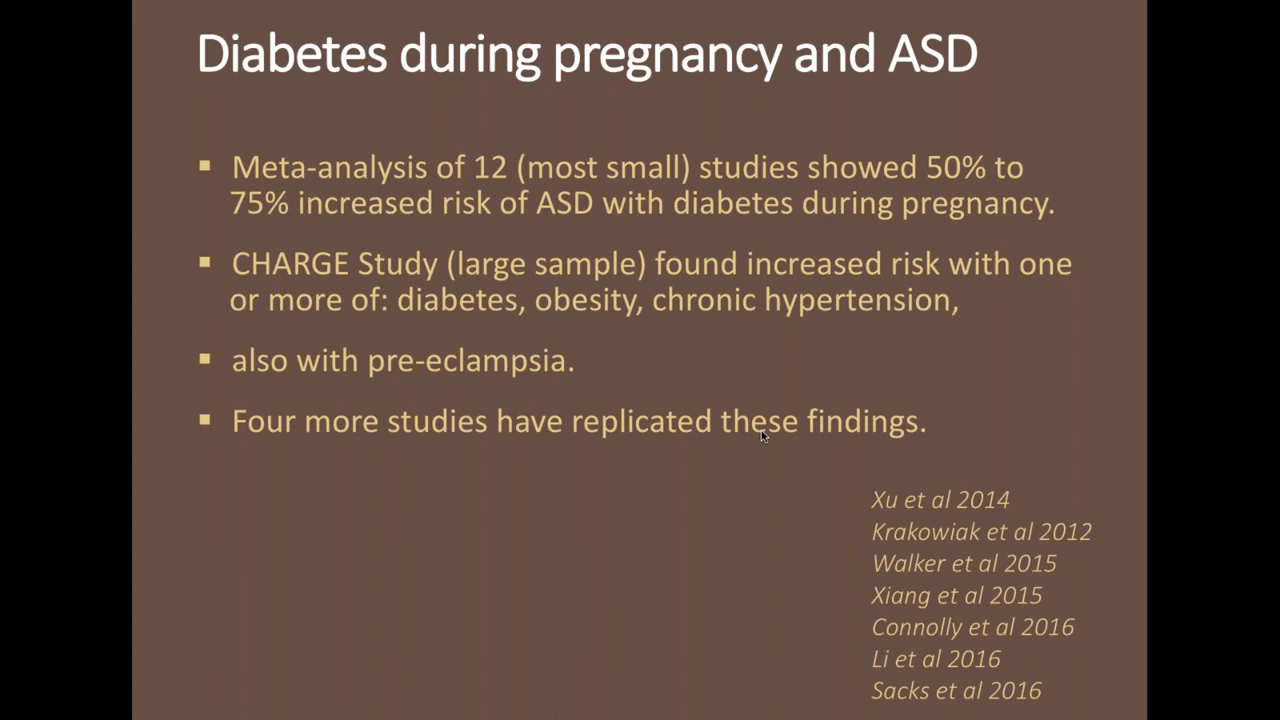 Diabetes during pregnancy and ASD
▪ Meta-analysis of 12 (most small) studies showed 50% to
75% increased risk of ASD with diabetes during pregnancy.
▪ CHARGE Study (large sample) found increased risk with one
or more of: diabetes, obesity, chronic hypertension,
▪ also with pre-eclampsia.
▪ Four more studies have replicated these findings.
Xu et al 2014
Krakowiak et al 2012
Walker et al 2015
Xiang et al 2015
Connolly et al 2016
Li et al 2016
Sacks et al 2016